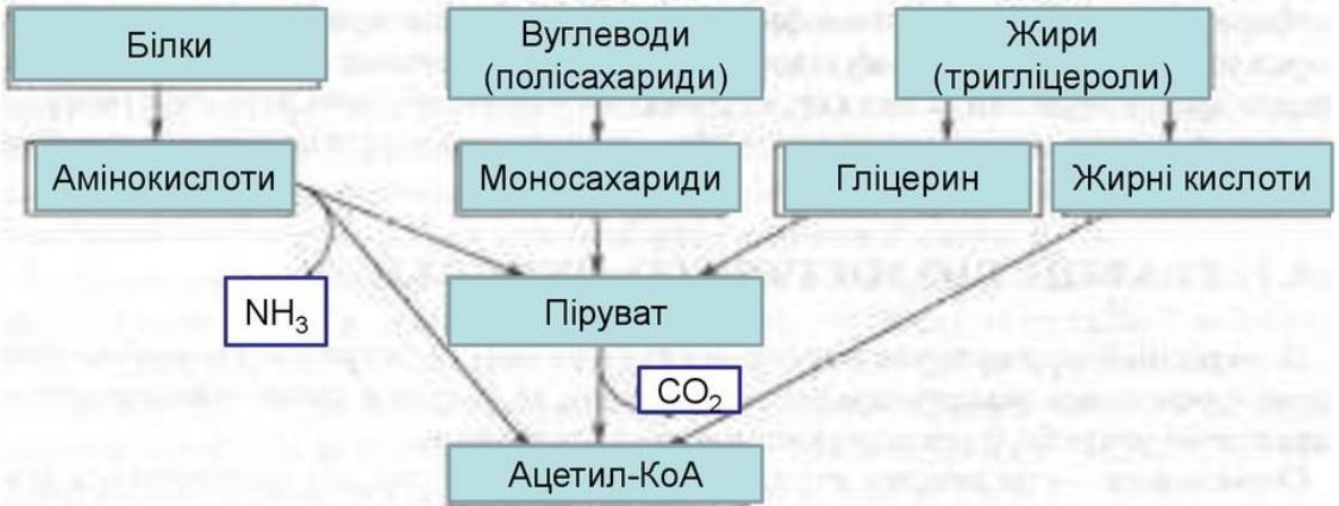 Білки
Вуглеводи
(полісахариди)
Жири
(тригліцероли)
Амінокислоти
Моносахариди
Гліцерин
Жирні кислоти
NH₃
Піруват
CO₂
Ацетил-КоА